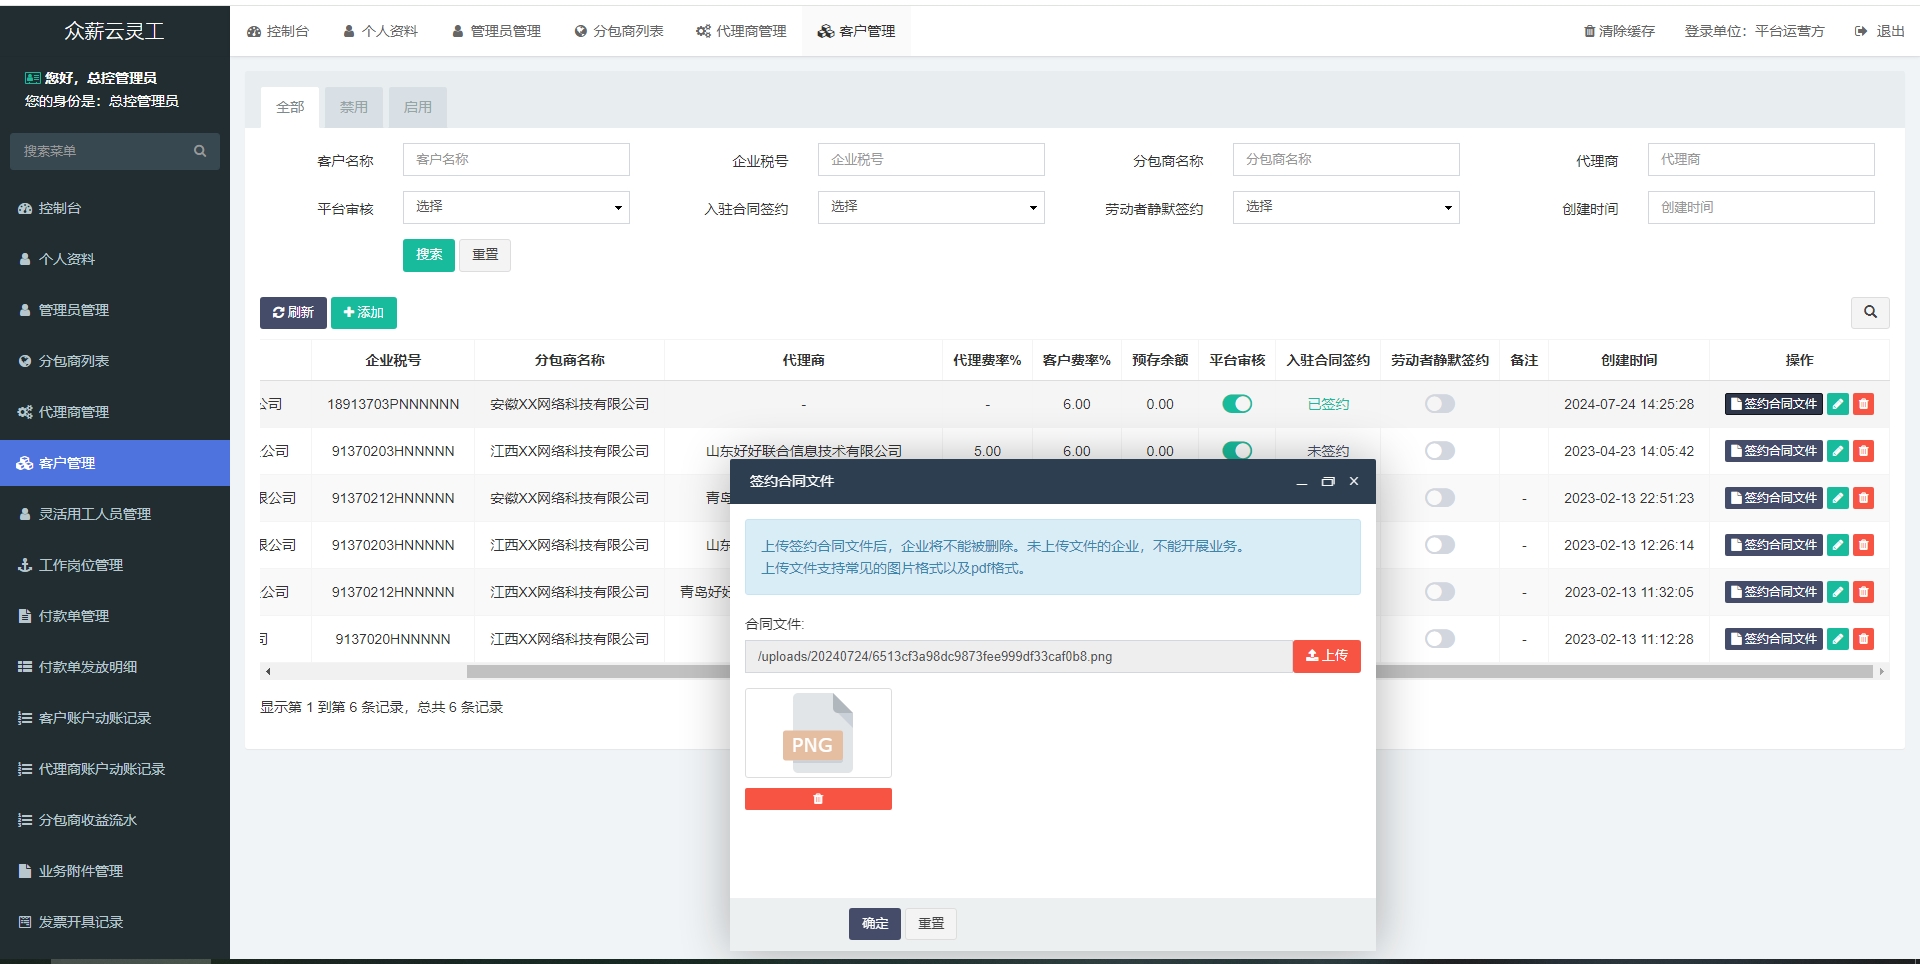 众薪云灵工
您好，总控管理员
您的身份是：总控管理员
搜索菜单
控制台
个人资料
管理员管理
分包商列表
代理商管理
客户管理
灵活用工人员管理
工作岗位管理
付款单管理
付款单发放明细
客户账户动账记录
代理商账户动账记录
分包商收益流水
业务附件管理
发票开具记录
控制台 个人资料 管理员管理 分包商列表 代理商管理 客户管理 清除缓存 登录单位：平台运营方 退出
全部 禁用 启用
客户名称 客户名称 企业税号 企业税号 分包商名称 分包商名称 代理商 代理商
平台审核 选择 入驻合同签约 选择 劳动者静默签约 选择 创建时间 创建时间
搜索 重置
刷新 添加
企业税号 分包商名称 代理商 代理费率% 客户费率% 预存余额 平台审核 入驻合同签约 劳动者静默签约 备注 创建时间 操作
公司 18913703PNNNNNN 安徽XX网络科技有限公司 - - 6.00 0.00 已签约 2024-07-24 14:25:28 签约合同文件
公司 91370203HNNNNN 江西XX网络科技有限公司 山东好好联合信息技术有限公司 5.00 6.00 0.00 未签约 2023-04-23 14:05:42 签约合同文件
限公司 91370212HNNNNN 安徽XX网络科技有限公司 青岛 - 2023-02-13 22:51:23 签约合同文件
限公司 91370203HNNNNN 江西XX网络科技有限公司 山东 - 2023-02-13 12:26:14 签约合同文件
公司 91370212HNNNNN 江西XX网络科技有限公司 青岛好好 - 2023-02-13 11:32:05 签约合同文件
司 9137020HNNNNN 江西XX网络科技有限公司 - 2023-02-13 11:12:28 签约合同文件
显示第 1 到第 6 条记录，总共 6 条记录
签约合同文件
上传签约合同文件后，企业将不能被删除。未上传文件的企业，不能开展业务。
上传文件支持常见的图片格式以及pdf格式。
合同文件:
/uploads/20240724/6513cf3a98dc9873fee999df33caf0b8.png 上传
PNG
确定 重置